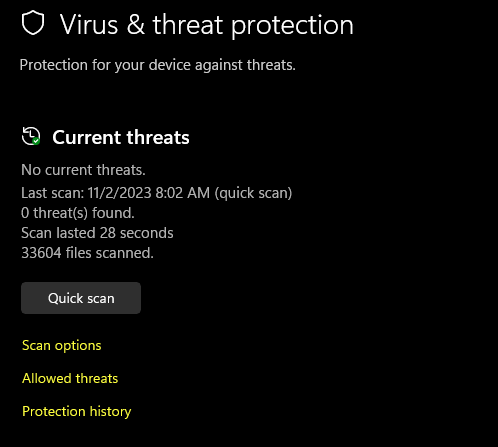 Virus & threat protection
Protection for your device against threats.
Current threats
No current threats.
Last scan: 11/2/2023 8:02 AM (quick scan)
0 threat(s) found.
Scan lasted 28 seconds
33604 files scanned.
Quick scan
Scan options
Allowed threats
Protection history